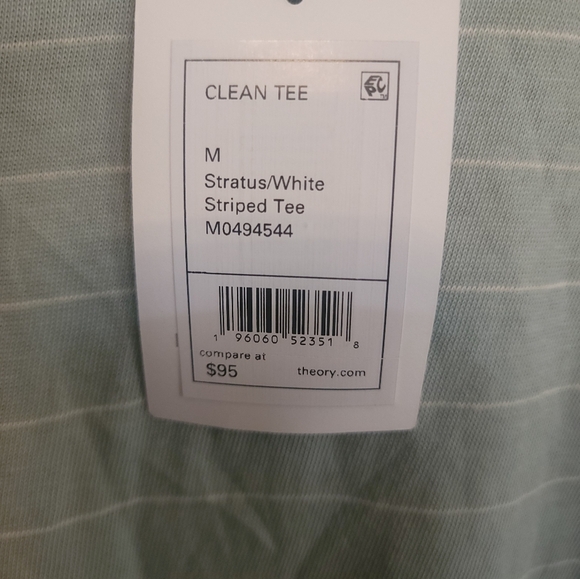 CLEAN TEE
M
Stratus/White
Striped Tee
M0494544
1 96060 52351 8
compare at
$95 theory.com